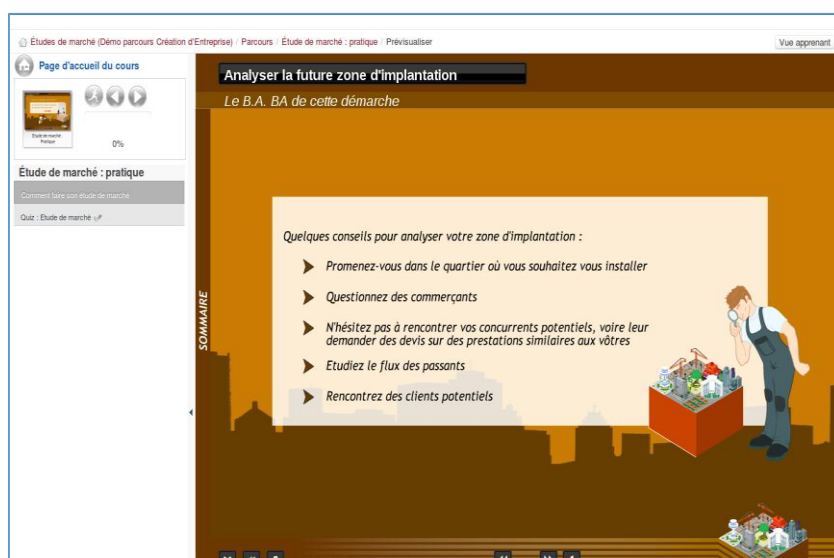 Études de marché (Démo parcours Création d'Entreprise) / Parcours / Étude de marché : pratique / Prévisualiser
Vue apprenant
Page d'accueil du cours
Etude de marché :
Pratique
0%
Étude de marché : pratique
Comment faire son étude de marché
Quiz : Etude de marché
Analyser la future zone d'implantation
Le B.A. BA de cette démarche
SOMMAIRE
Quelques conseils pour analyser votre zone d'implantation :
Promenez-vous dans le quartier où vous souhaitez vous installer
Questionnez des commerçants
N'hésitez pas à rencontrer vos concurrents potentiels, voire leur
demander des devis sur des prestations similaires aux vôtres
Etudiez le flux des passants
Rencontrez des clients potentiels